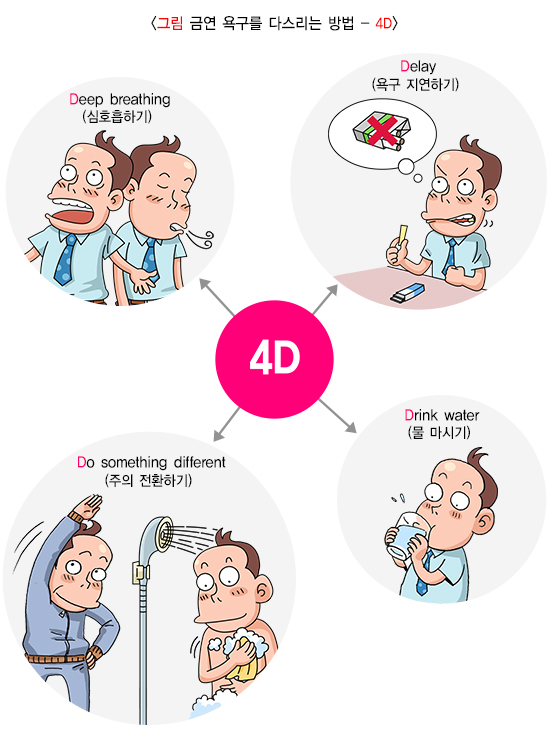 <그림 금연 욕구를 다스리는 방법 - 4D>
Deep breathing
(심호흡하기)
Delay
(욕구 지연하기)
4D
Drink water
(물 마시기)
Do something different
(주의 전환하기)